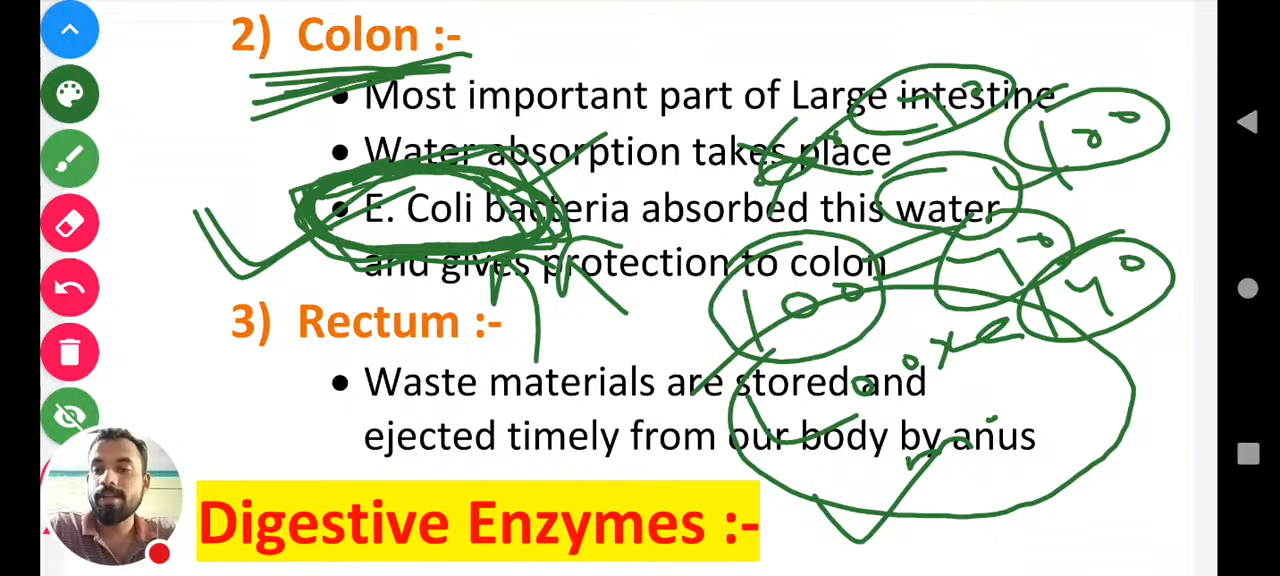 2) Colon :-
• Most important part of Large intestine
• Water absorption takes place
• E. Coli bacteria absorbed this water
and gives protection to colon
3) Rectum :-
• Waste materials are stored and
ejected timely from our body by anus
Digestive Enzymes :-